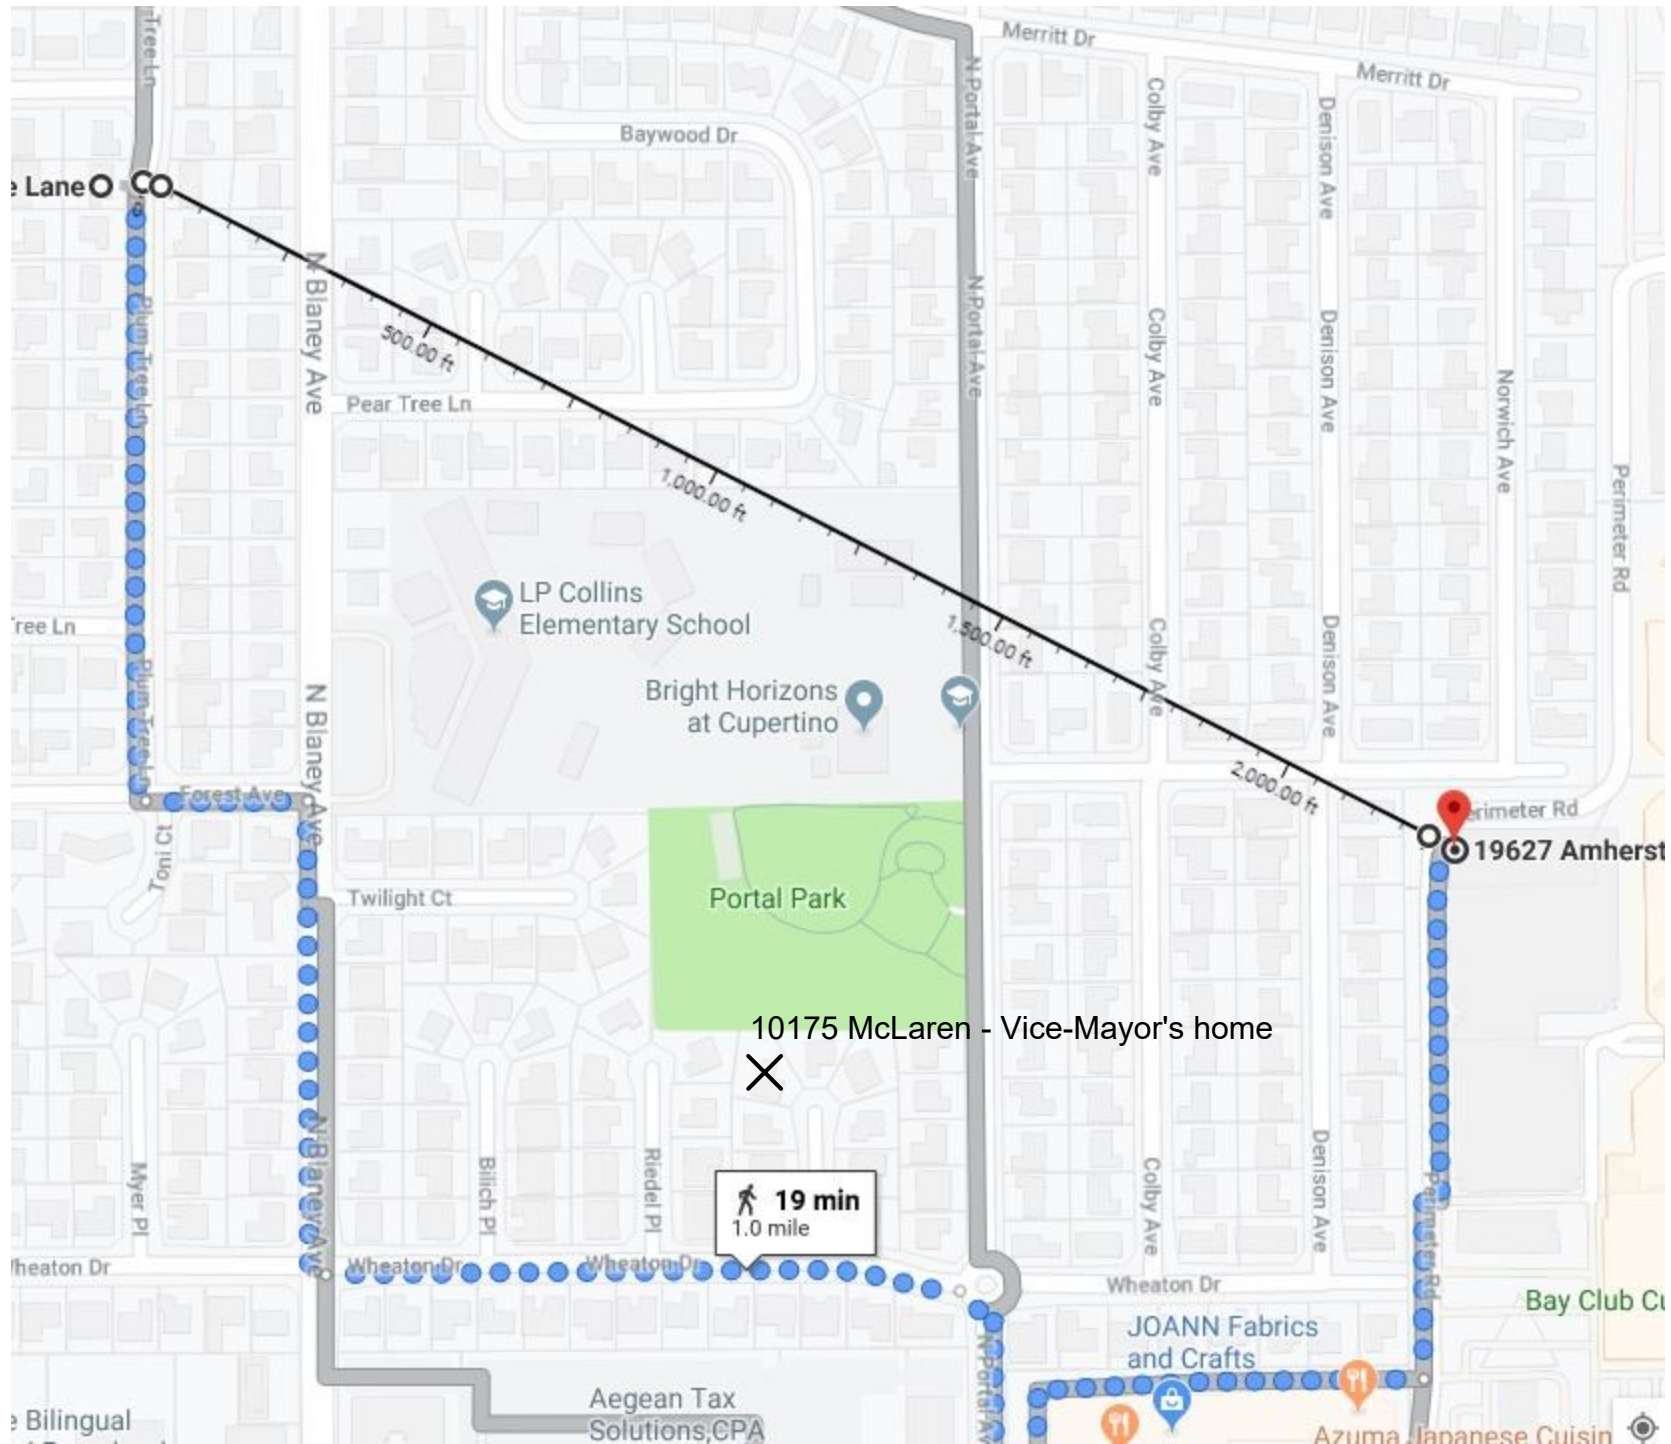 Tree Ln
Merritt Dr
Merritt Dr
N Portal Ave
Colby Ave
Denison Ave
Baywood Dr
e Lane
N Blaney Ave
N Portal Ave
Colby Ave
Denison Ave
Plum Tree Ln
500.00 ft
Norwich Ave
Pear Tree Ln
Perimeter Rd
1,000.00 ft
LP Collins
Elementary School
ree Ln
1,500.00 ft
Colby Ave
Denison Ave
Plum Tree Ln
N Blaney Ave
Bright Horizons
at Cupertino
2,000.00 ft
Forest Ave
erimeter Rd
Toni Ct
19627 Amherst
Twilight Ct
Portal Park
10175 McLaren - Vice-Mayor's home
Myer Pl
N Blaney Ave
Bilich Pl
Riedel Pl
Colby Ave
Denison Ave
Perimeter Rd
19 min
1.0 mile
heaton Dr
Wheaton Dr
Wheaton Dr
Wheaton Dr
Bay Club Cu
JOANN Fabrics
and Crafts
N Portal Av
Aegean Tax
Solutions,CPA
e Bilingual
Azuma Japanese Cuisin